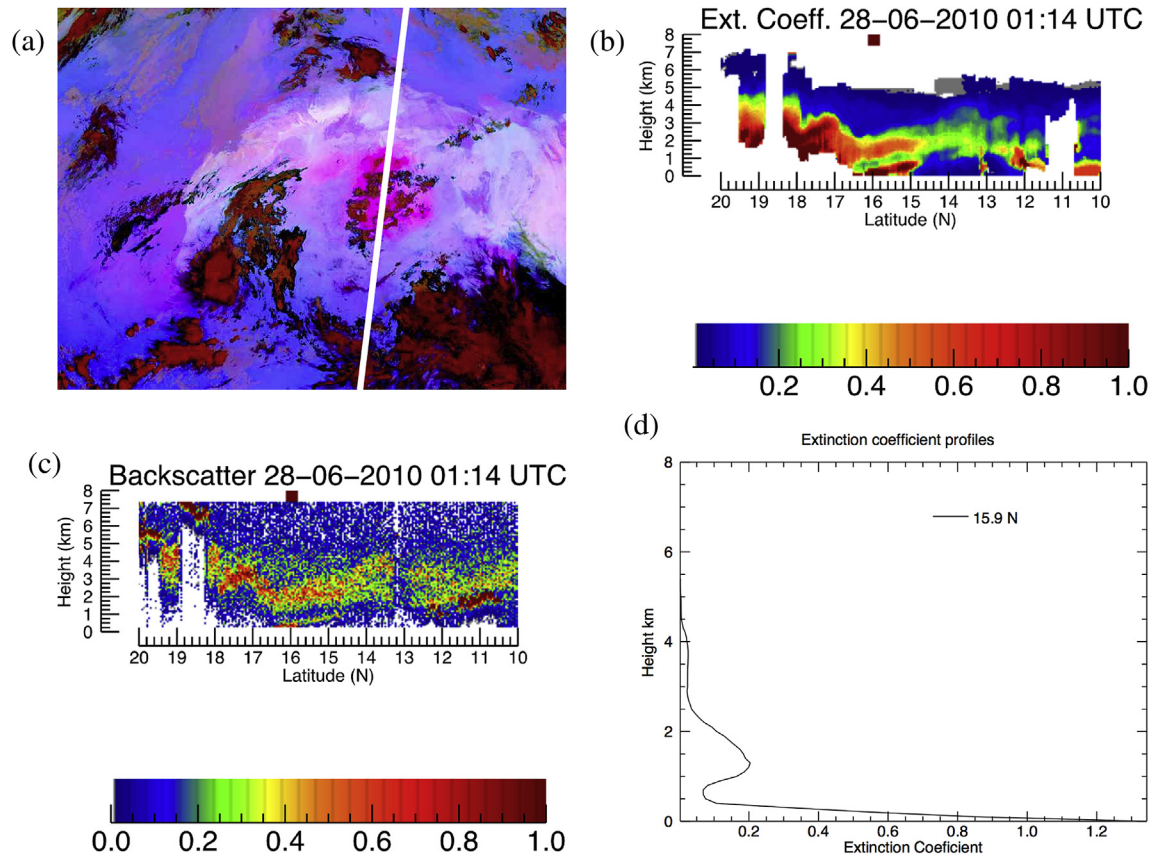 (a)
(b)
Ext. Coeff. 28−06−2010 01:14 UTC
8
7
6
5
4
3
2
1
0
Height (km)
20 19 18 17 16 15 14 13 12 11 10
Latitude (N)
0.2 0.4 0.6 0.8 1.0
(c)
Backscatter 28−06−2010 01:14 UTC
8
7
6
5
4
3
2
1
0
Height (km)
20 19 18 17 16 15 14 13 12 11 10
Latitude (N)
0.0 0.2 0.4 0.6 0.8 1.0
(d)
Extinction coefficient profiles
8
6
4
2
0
Height km
15.9 N
0.2 0.4 0.6 0.8 1.0 1.2
Extinction Coeficient